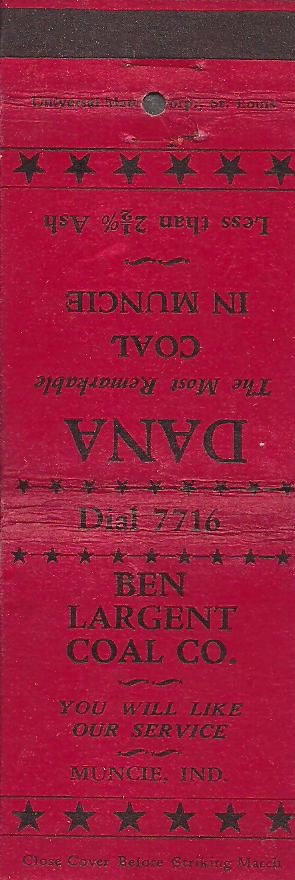 Universal Match Corp., St. Louis
DANA
The Most Remarkable
COAL
IN MUNCIE
Less than 2½% Ash
Dial 7716
BEN
LARGENT
COAL CO.
YOU WILL LIKE
OUR SERVICE
MUNCIE, IND.
Close Cover Before Striking Match